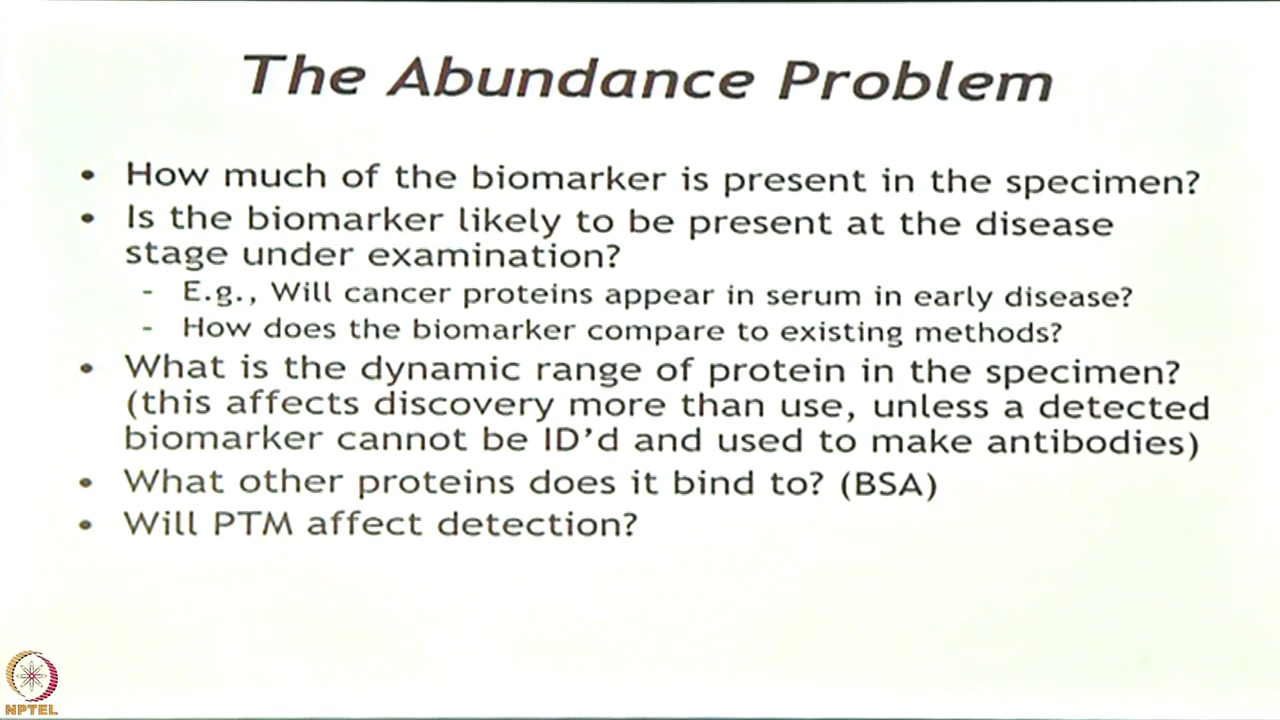 The Abundance Problem
• How much of the biomarker is present in the specimen?
• Is the biomarker likely to be present at the disease
stage under examination?
- E.g., Will cancer proteins appear in serum in early disease?
- How does the biomarker compare to existing methods?
• What is the dynamic range of protein in the specimen?
(this affects discovery more than use, unless a detected
biomarker cannot be ID’d and used to make antibodies)
• What other proteins does it bind to? (BSA)
• Will PTM affect detection?
NPTEL